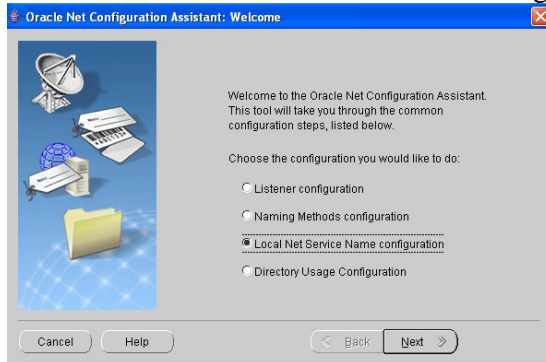 Oracle Net Configuration Assistant: Welcome
Welcome to the Oracle Net Configuration Assistant.
This tool will take you through the common
configuration steps, listed below.
Choose the configuration you would like to do:
Listener configuration
Naming Methods configuration
Local Net Service Name configuration
Directory Usage Configuration
Cancel
Help
Back
Next